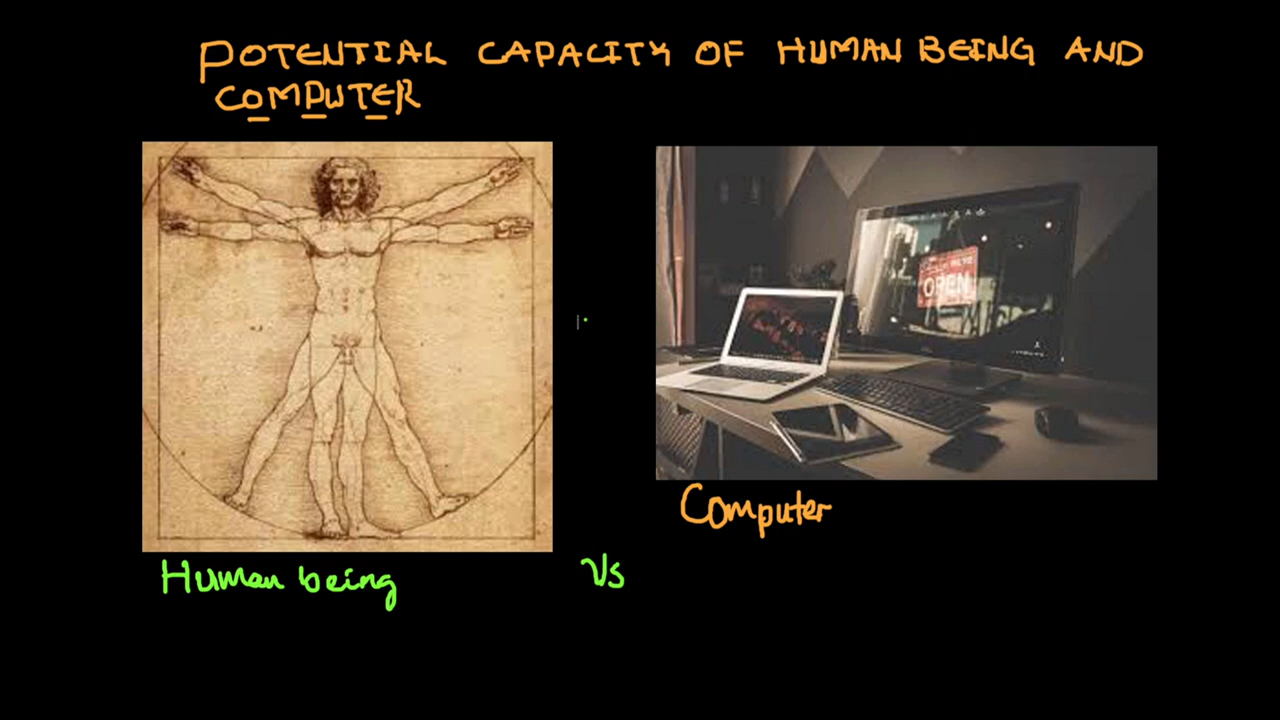 POTENTIAL CAPACITY OF HUMAN BEING AND
COMPUTER
OPEN
Computer
Human being
Vs